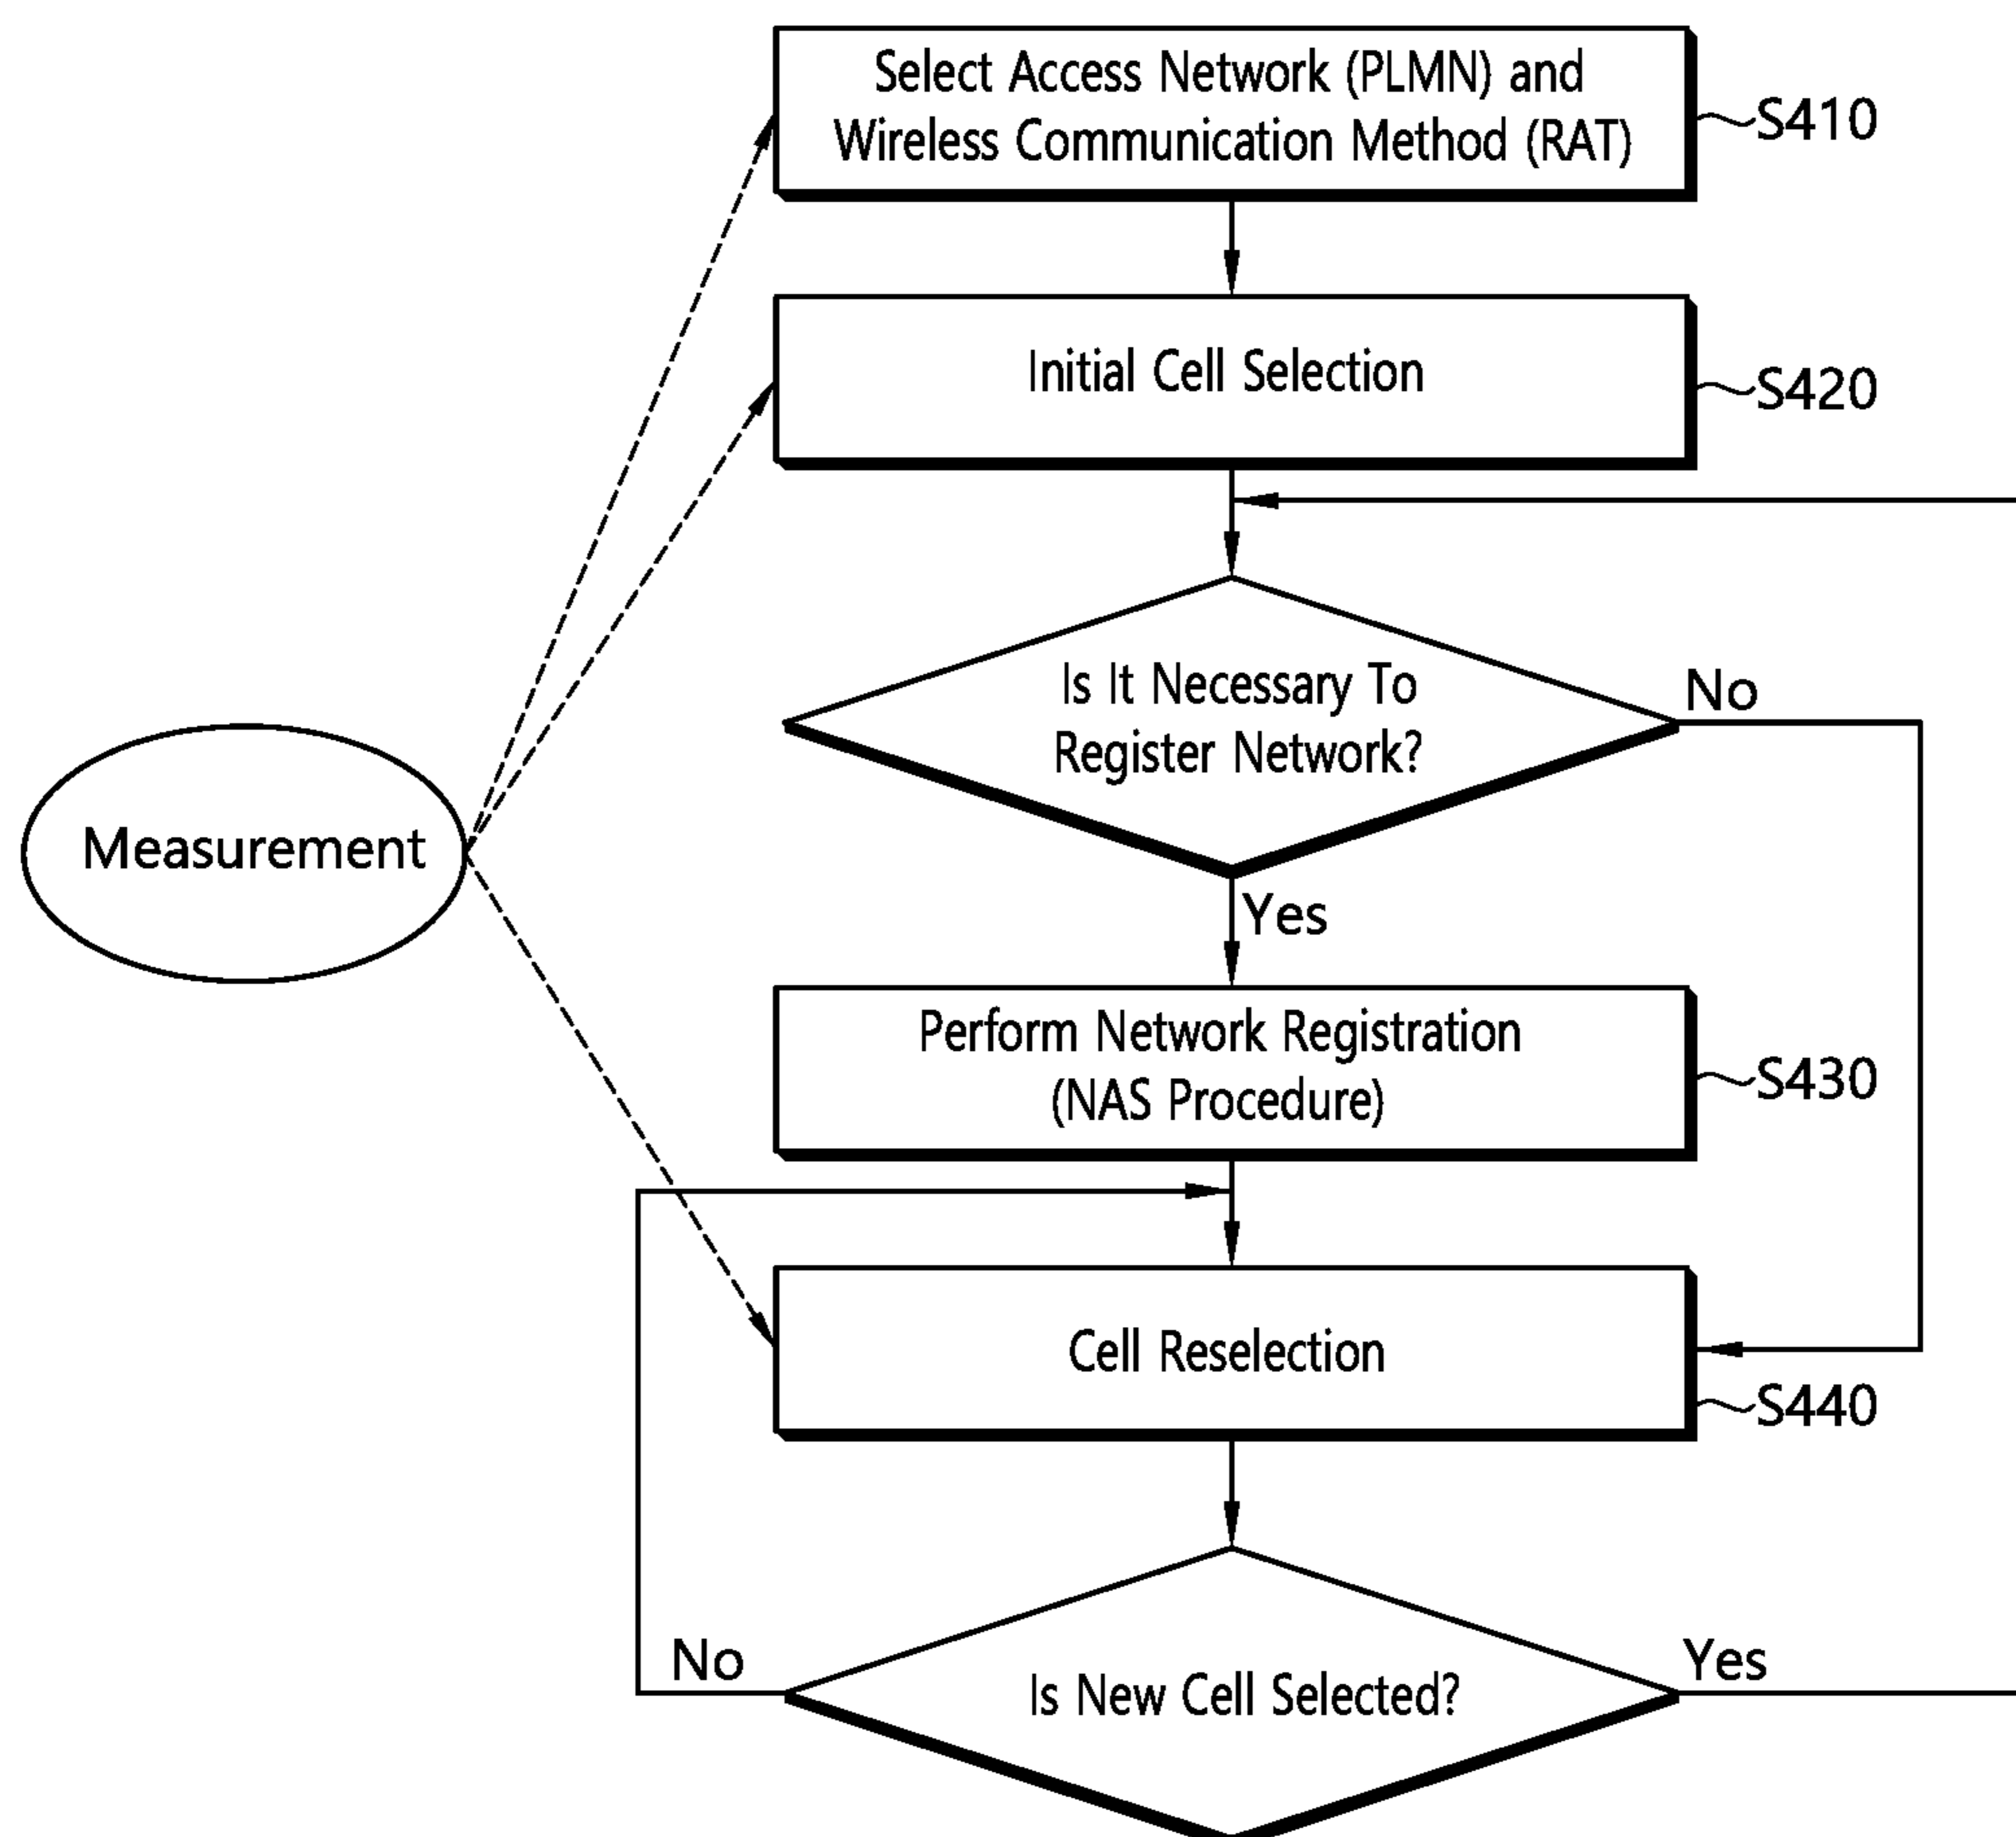 Select Access Network (PLMN) and
Wireless Communication Method (RAT)
S410
Initial Cell Selection
S420
Is It Necessary To
Register Network?
No
Yes
Measurement
Perform Network Registration
(NAS Procedure)
S430
Cell Reselection
S440
No
Is New Cell Selected?
Yes